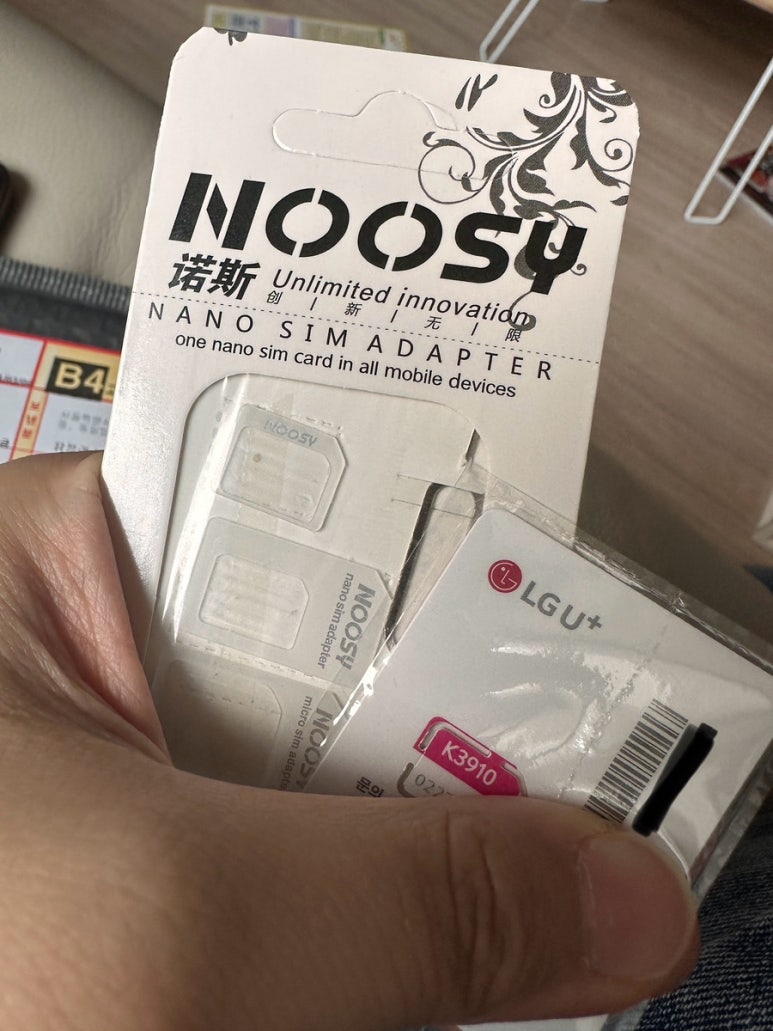 NOOSY
诺斯 Unlimited innovation
创 | 新 | 无 | 限
NANO SIM ADAPTER
one nano sim card in all mobile devices
NOOSY
NOOSY
nano sim adapter
NOOSY
micro sim adapter
LG U+
K3910
B4